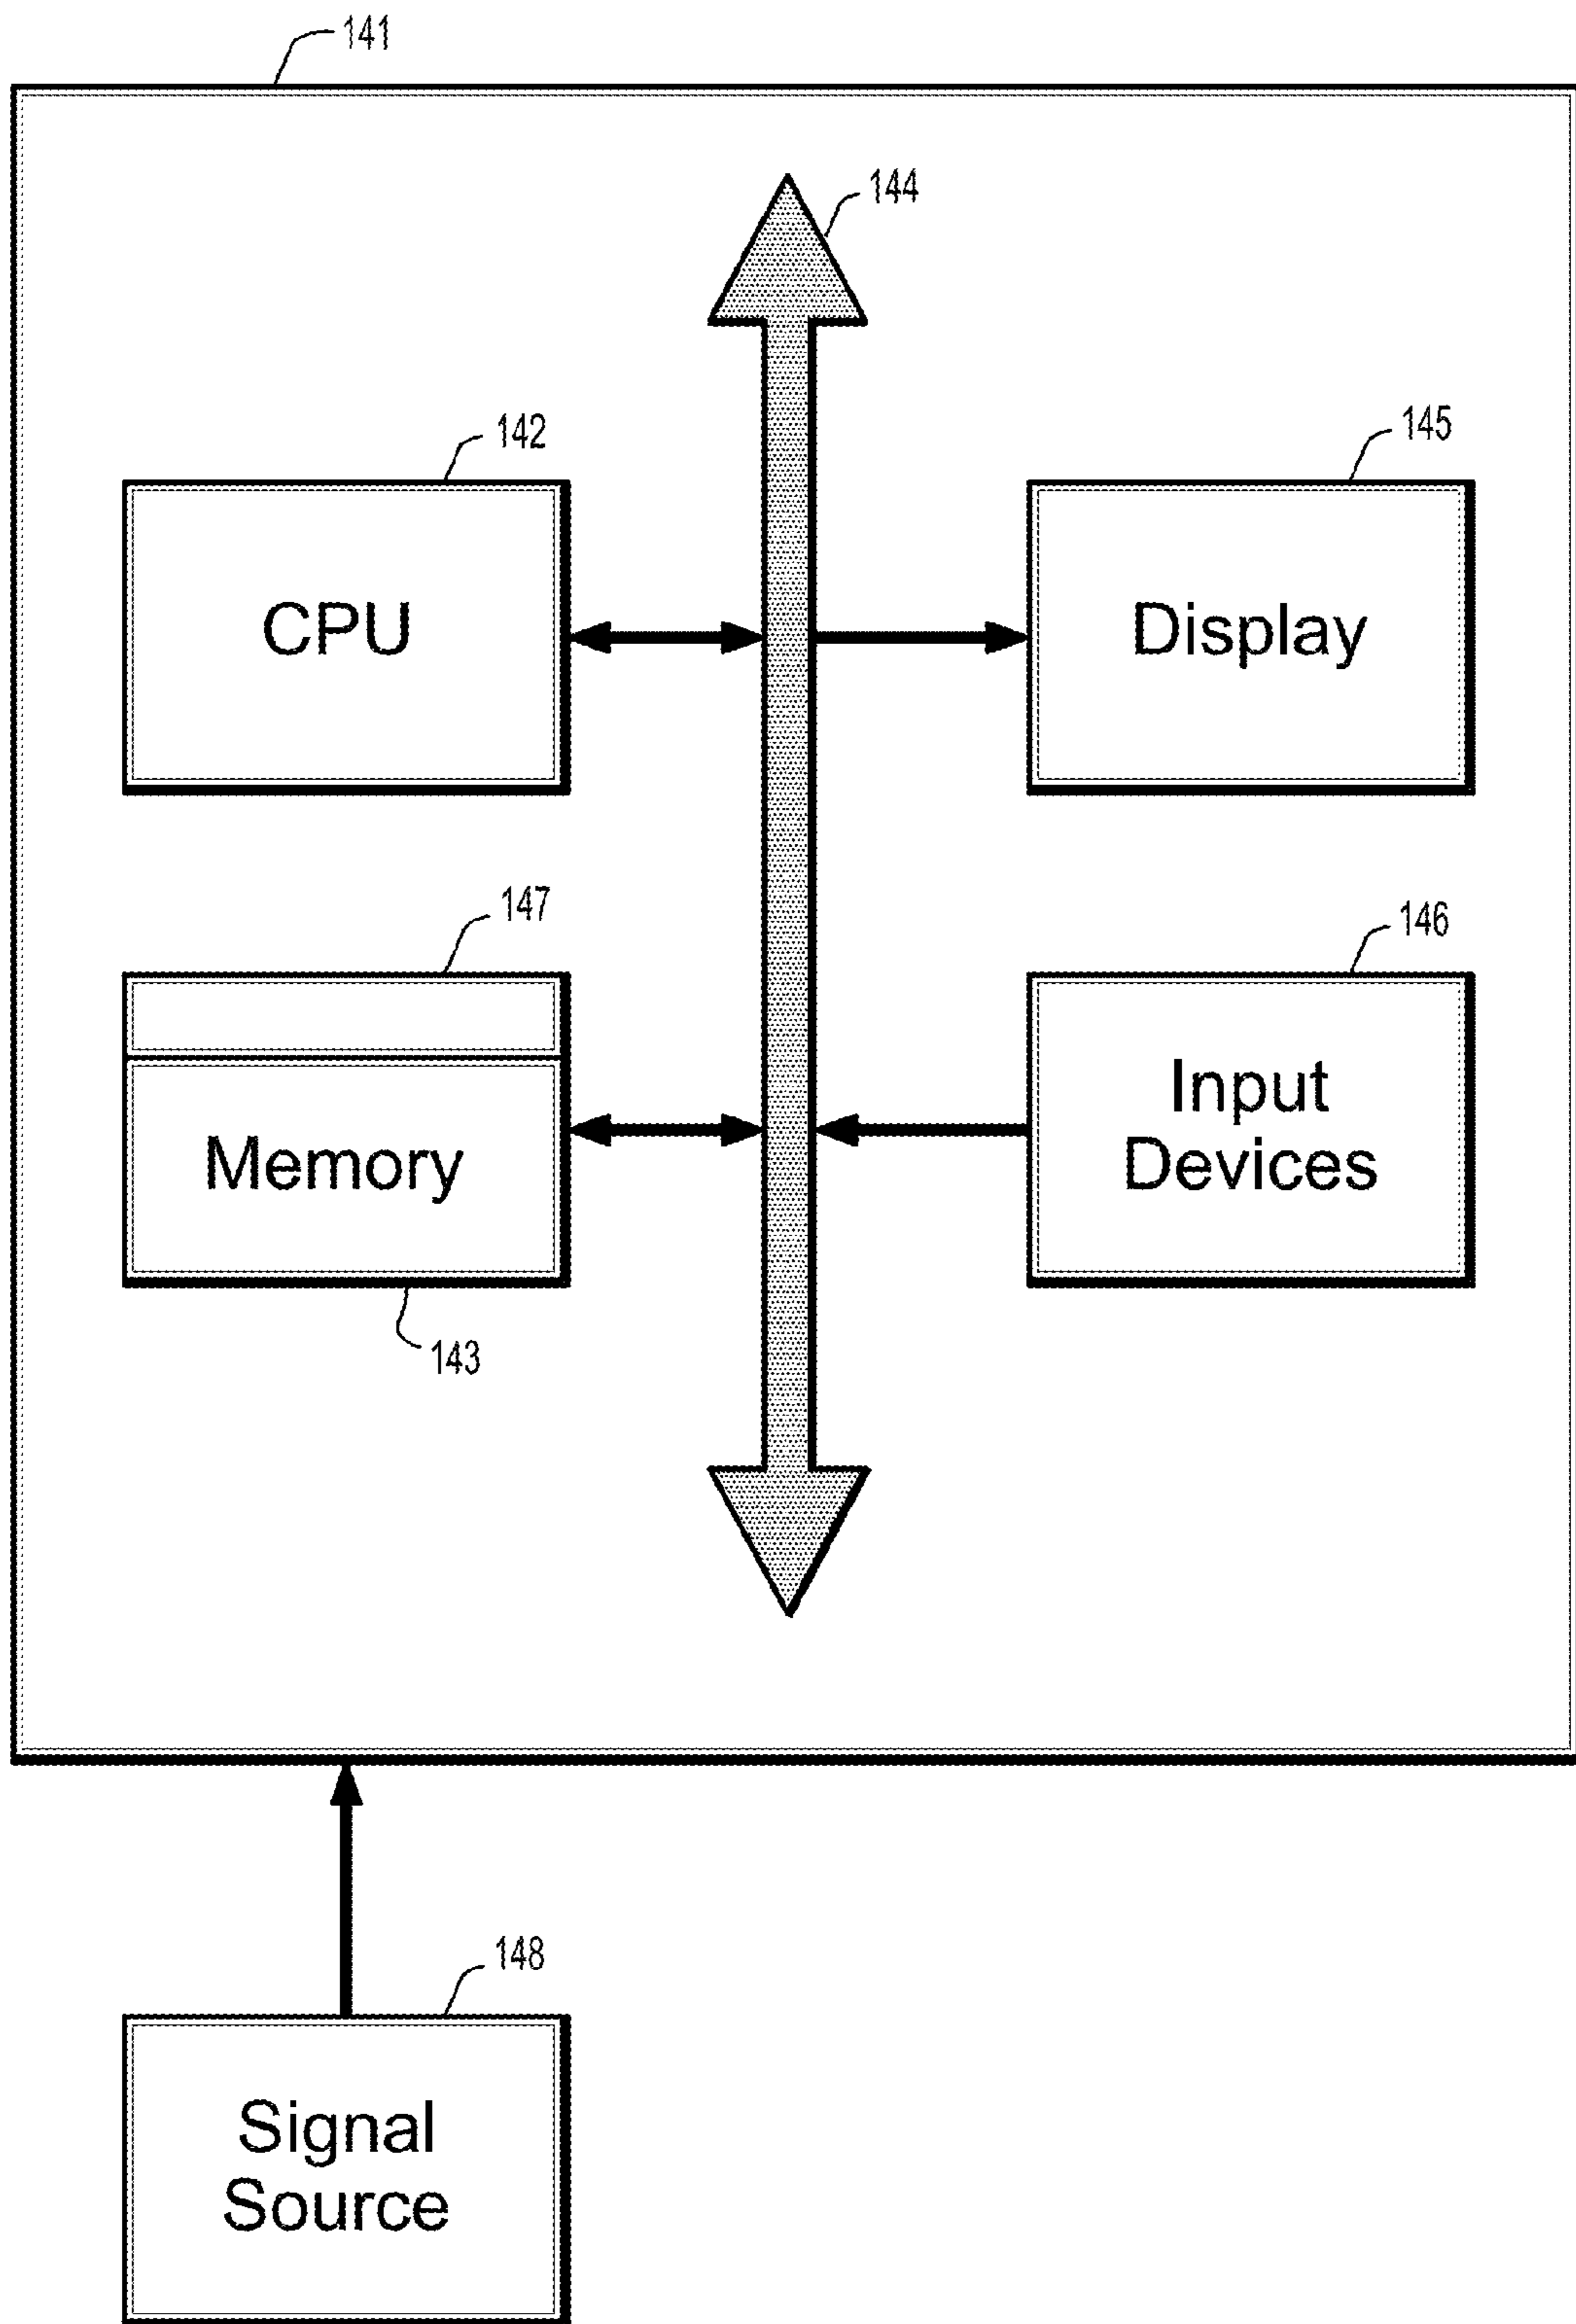 141
144
142
CPU
145
Display
147
Memory
143
146
Input
Devices
148
Signal
Source